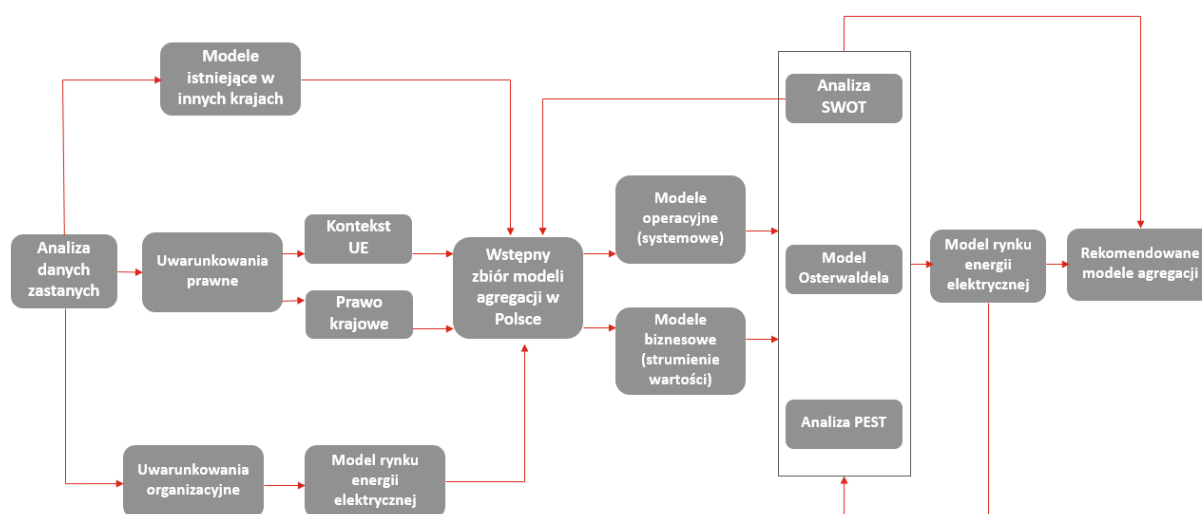 Modele
istniejące w
innych krajach
Analiza
danych
zastanych
Uwarunkowania
prawne
Kontekst
UE
Prawo
krajowe
Uwarunkowania
organizacyjne
Model rynku
energii
elektrycznej
Wstępny
zbiór modeli
agregacji w
Polsce
Modele
operacyjne
(systemowe)
Modele
biznesowe
(strumienie
wartości)
Analiza
SWOT
Model
Osterwaldela
Analiza PEST
Model rynku
energii
elektrycznej
Rekomendowane
modele agregacji